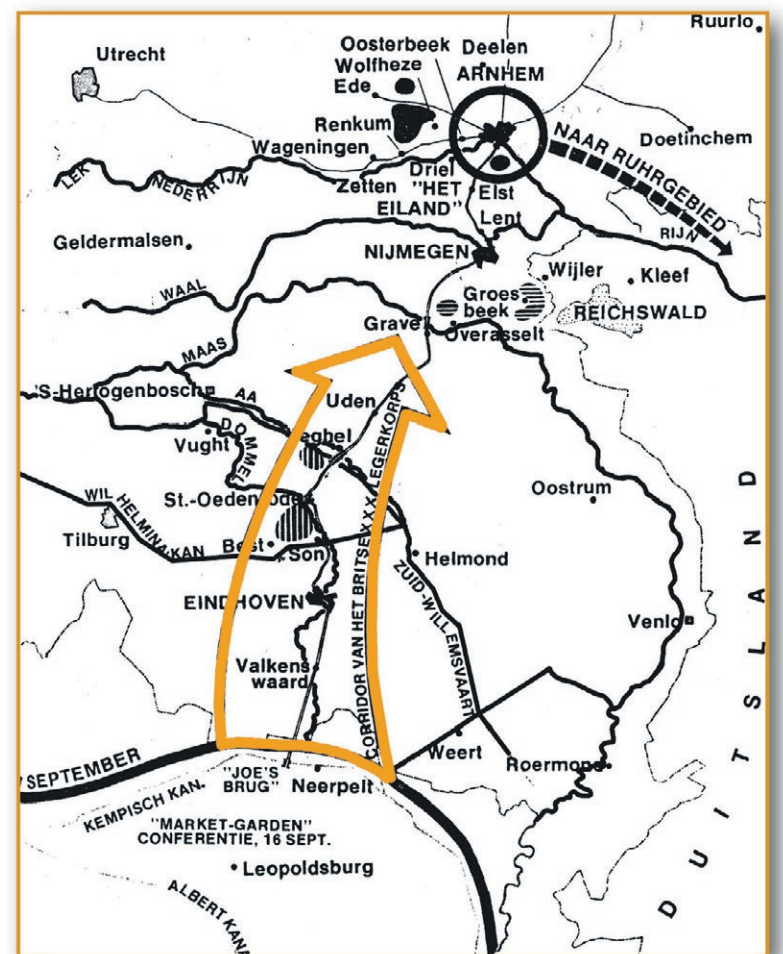 Ruurlo
Utrecht
Oosterbeek
Deelen
Wolfheze
ARNHEM
Ede
Renkum
Doetinchem
Wageningen
NAAR RUHRGEBIED
LEK
NEDERRIJN
Zetten
Driel
"HET
EILAND"
Elst
Lent
RIJN
Geldermalsen
NIJMEGEN
Wijler
Kleef
WAAL
Groes
beek
REICHSWALD
Grave
Overasselt
MAAS
'S-Hertogenbosch
AA
Uden
DOMMEL
Vught
eghel
CORRIDOR VAN HET BRITSE XXX LEGERKORPS
Oostrum
St.-Oedenrode
WILHELMINA-KAN
Tilburg
Best
Son
Helmond
ZUID-WILLEMSVAART
EINDHOVEN
Venlo
DUITSLAND
Valkens
waard
SEPTEMBER
Weert
Roermond
"JOE'S
BRUG"
Neerpelt
KEMPISCH KAN.
"MARKET-GARDEN"
CONFERENTIE, 16 SEPT.
Leopoldsburg
ALBERT KANA